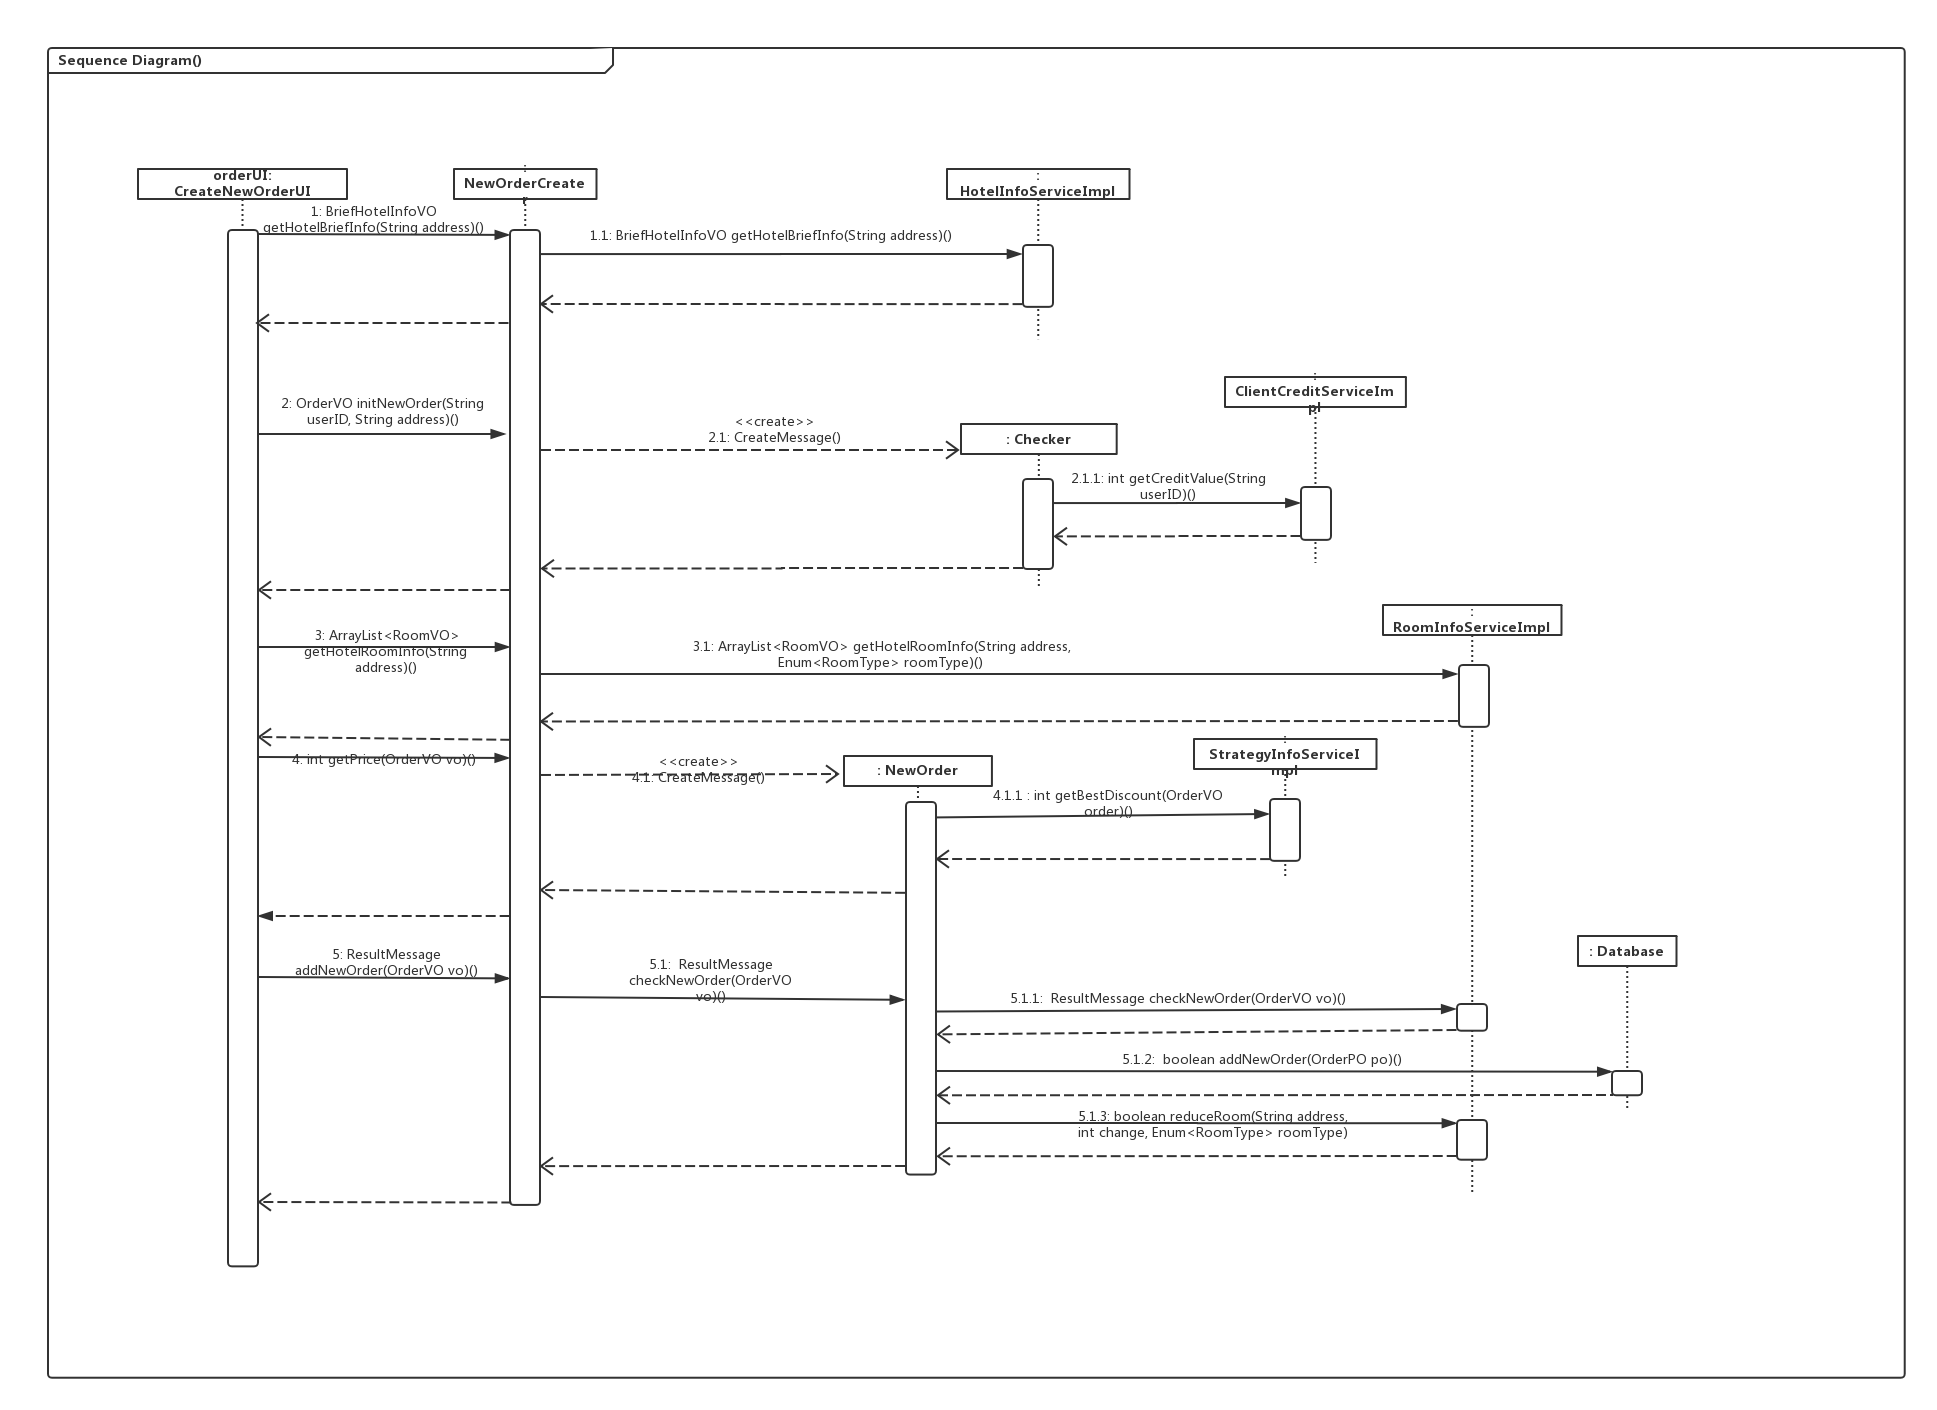 Sequence Diagram()
orderUI:
CreateNewOrderUI
:
NewOrderCreate
r
:
HotelInfoServiceImpl
1: BriefHotelInfoVO
getHotelBriefInfo(String address)()
1.1: BriefHotelInfoVO getHotelBriefInfo(String address)()
:
ClientCreditServiceIm
pl
2: OrderVO initNewOrder(String
userID, String address)()
<<create>>
2.1: CreateMessage()
: Checker
2.1.1: int getCreditValue(String
userID)()
:
RoomInfoServiceImpl
3: ArrayList<RoomVO>
getHotelRoomInfo(String
address)()
3.1: ArrayList<RoomVO> getHotelRoomInfo(String address,
Enum<RoomType> roomType)()
:
StrategyInfoServiceI
mpl
4: int getPrice(OrderVO vo)()
<<create>>
4.1: CreateMessage()
: NewOrder
4.1.1 : int getBestDiscount(OrderVO
order)()
: Database
5: ResultMessage
addNewOrder(OrderVO vo)()
5.1:  ResultMessage
checkNewOrder(OrderVO
vo)()
5.1.1:  ResultMessage checkNewOrder(OrderVO vo)()
5.1.2:  boolean addNewOrder(OrderPO po)()
5.1.3: boolean reduceRoom(String address,
int change, Enum<RoomType> roomType)